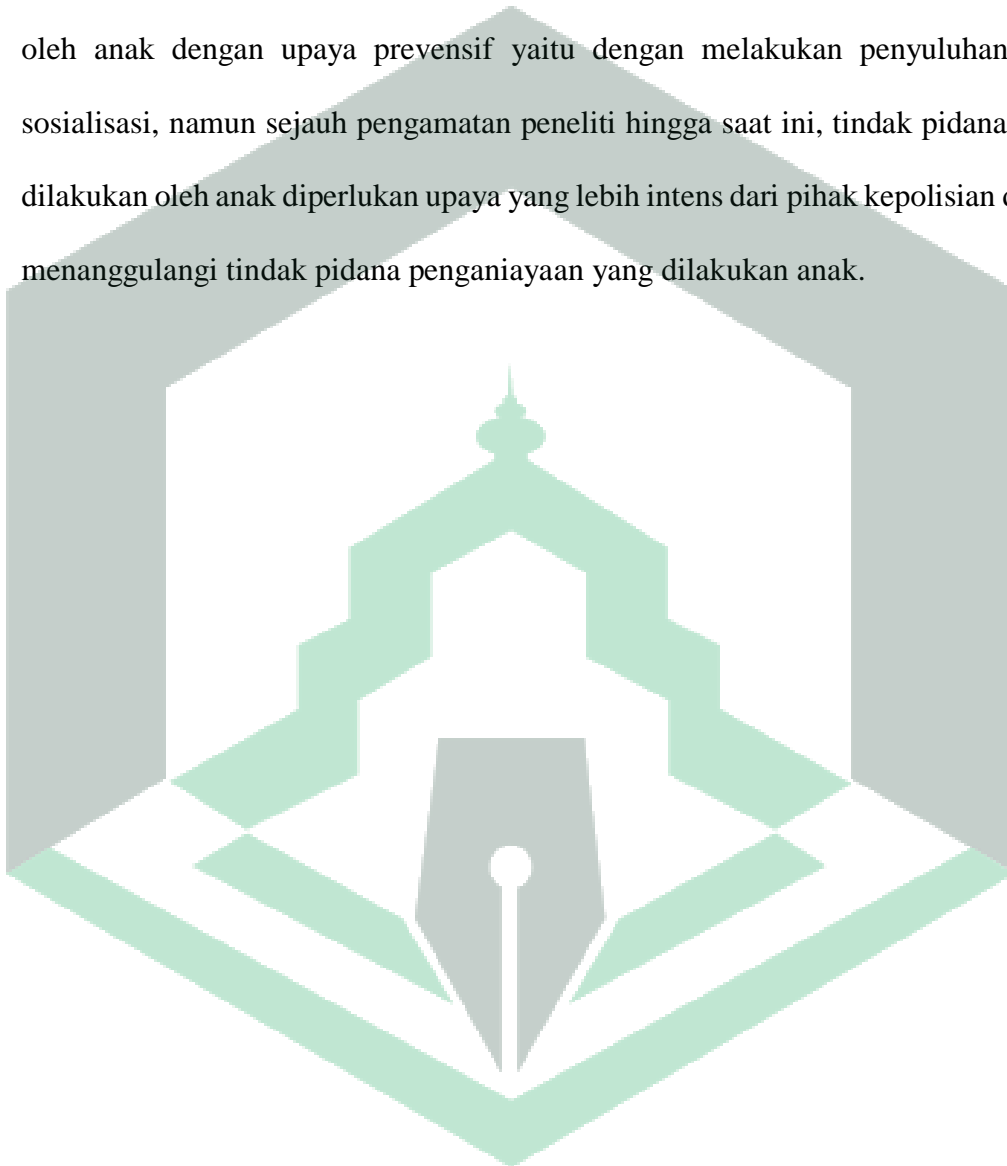 oleh anak dengan upaya prevensif yaitu dengan melakukan penyuluhan
sosialisasi, namun sejauh pengamatan peneliti hingga saat ini, tindak pidana
dilakukan oleh anak diperlukan upaya yang lebih intens dari pihak kepolisian
menanggulangi tindak pidana penganiayaan yang dilakukan anak.